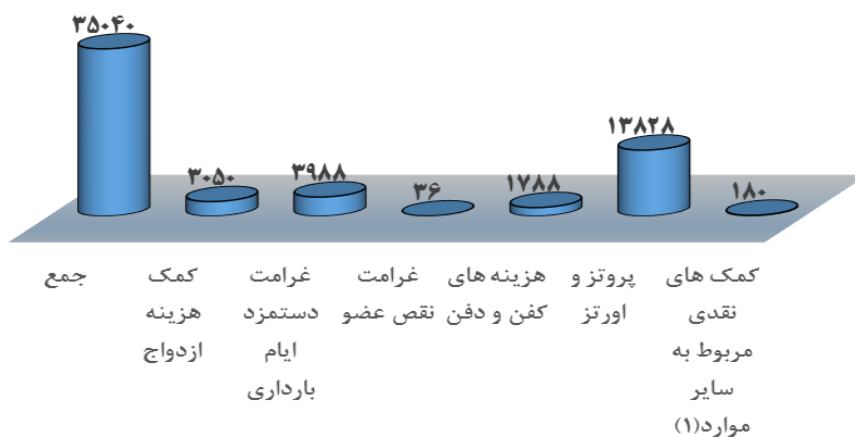 ۳۵۰۴۰
۳۰۵۰
۳۹۸۸
۳۶
۱۷۸۸
۱۳۸۲۸
۱۸۰
جمع
کمک
هزینه
ازدواج
غرامت
دستمزد
ایام
بارداری
غرامت
نقص عضو
هزینه های
کفن و دفن
پروتز و
اورتز
کمک های
نقدی
مربوط به
سایر
موارد(۱)